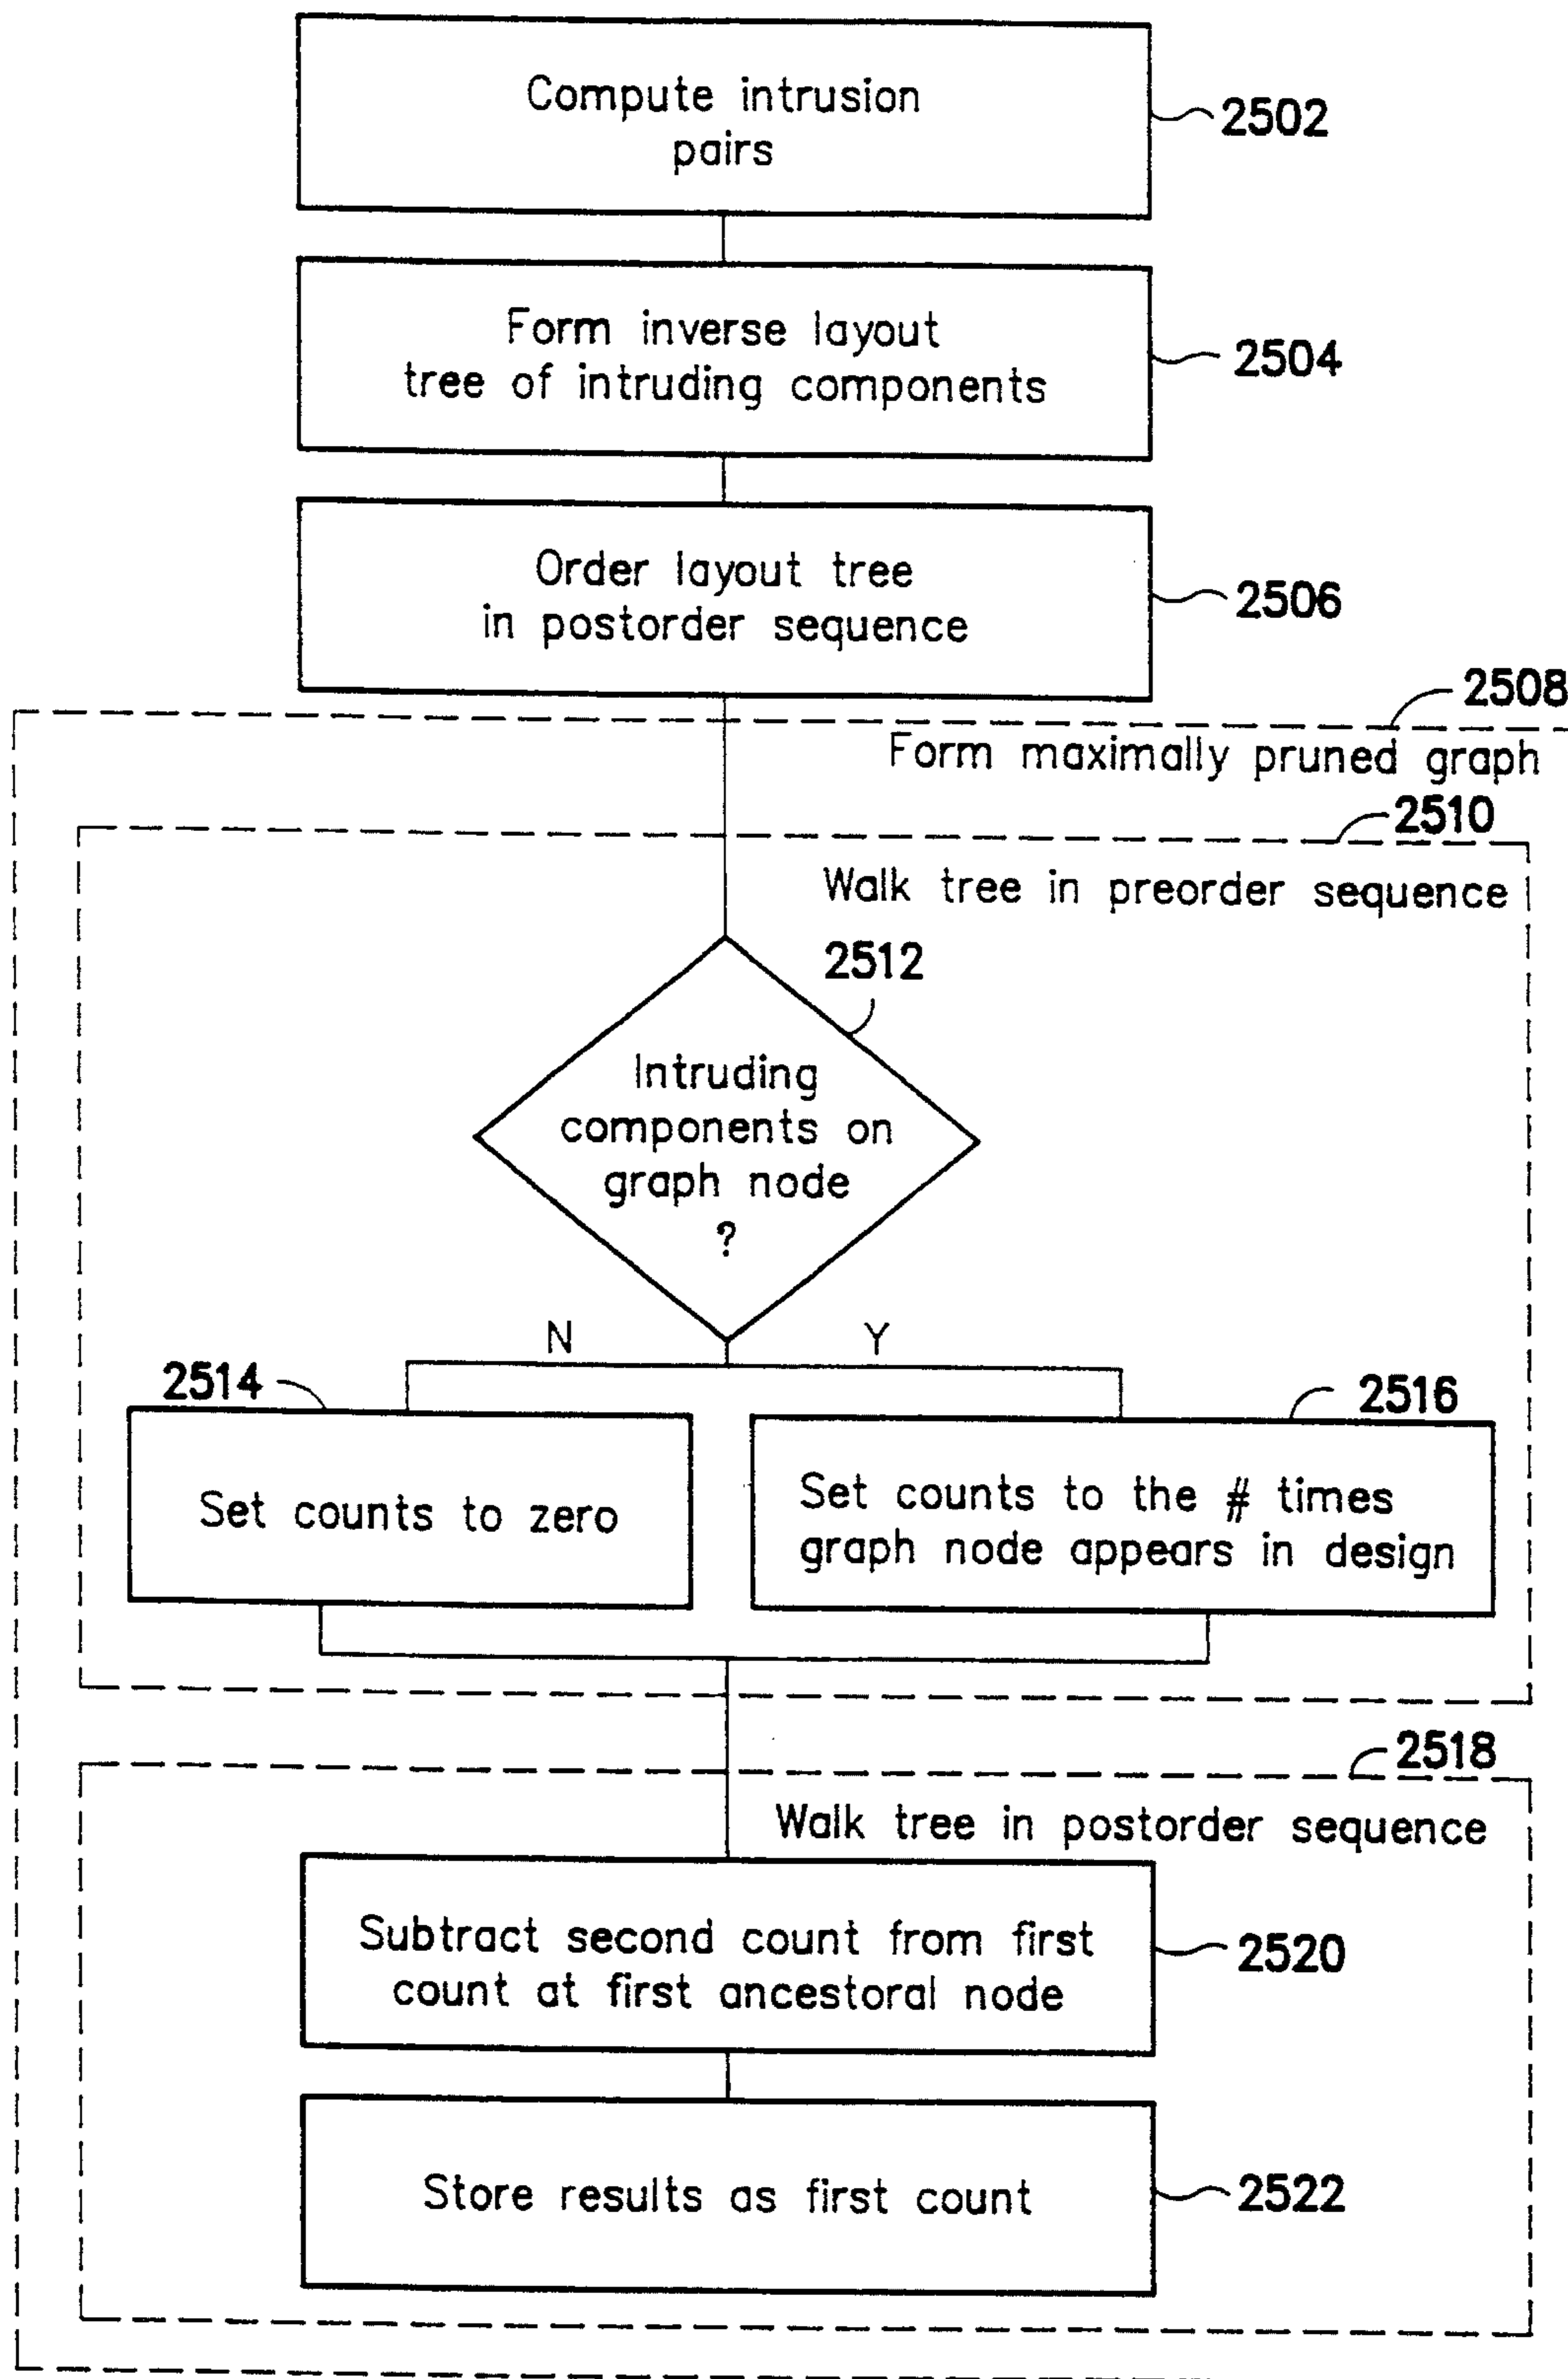 Compute intrusion
pairs
2502
Form inverse layout
tree of intruding components
2504
Order layout tree
in postorder sequence
2506
2508
Form maximally pruned graph
2510
Walk tree in preorder sequence
2512
Intruding
components on
graph node
?
N
Y
2514
2516
Set counts to zero
Set counts to the # times
graph node appears in design
2518
Walk tree in postorder sequence
Subtract second count from first
count at first ancestoral node
2520
Store results as first count
2522